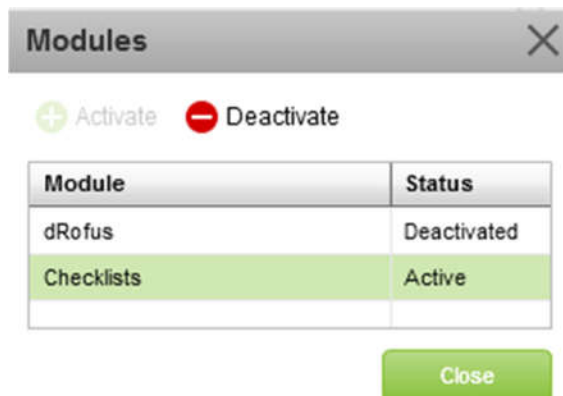 Modules
Activate Deactivate
Module Status
dRofus Deactivated
Checklists Active
Close